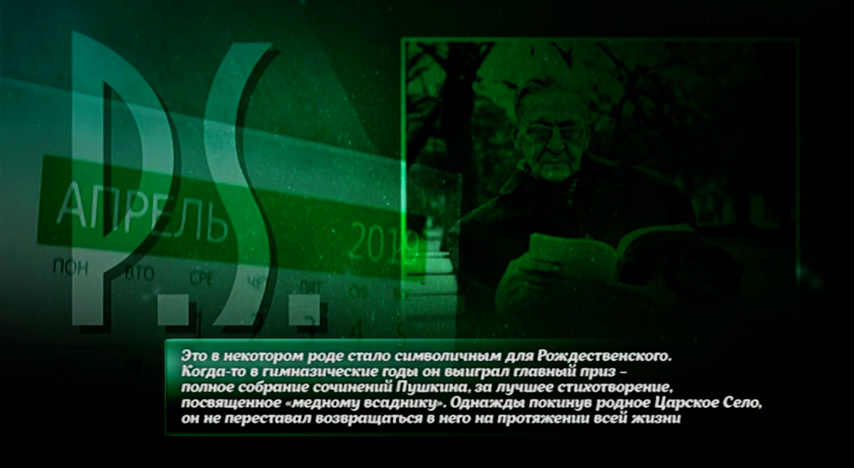 P.S.
АПРЕЛЬ
2019
ПОН ВТО СРЕ ЧЕТ ПЯТ
Это в некотором роде стало символичным для Рождественского.
Когда-то в гимназические годы он выиграл главный приз –
полное собрание сочинений Пушкина, за лучшее стихотворение,
посвященное «медному всаднику». Однажды покинув родное Царское Село,
он не переставал возвращаться в него на протяжении всей жизни